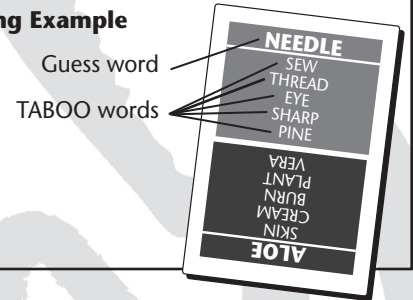 ng Example
Guess word
TABOO words
NEEDLE
SEW
THREAD
EYE
SHARP
PINE
VERA
PLANT
BURN
CREAM
SKIN
ALOE